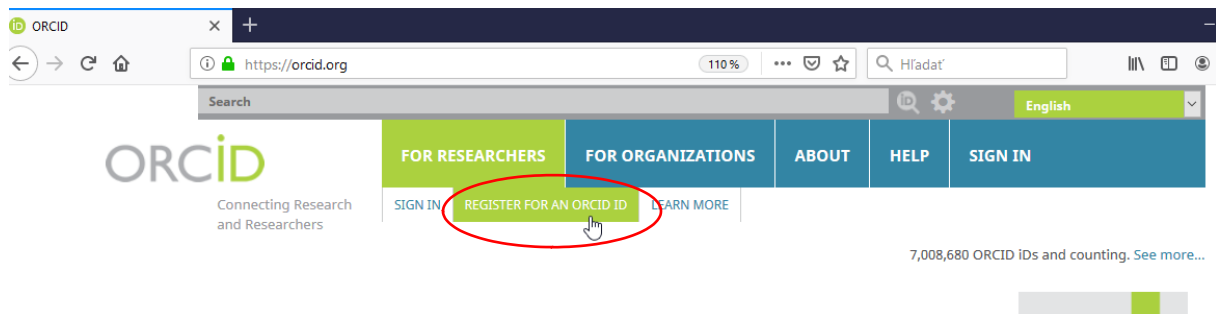 ORCID
https://orcid.org
110 %
Hľadať
Search
English
ORCID
FOR RESEARCHERS
FOR ORGANIZATIONS
ABOUT
HELP
SIGN IN
Connecting Research
and Researchers
SIGN IN
REGISTER FOR AN ORCID ID
LEARN MORE
7,008,680 ORCID iDs and counting. See more...